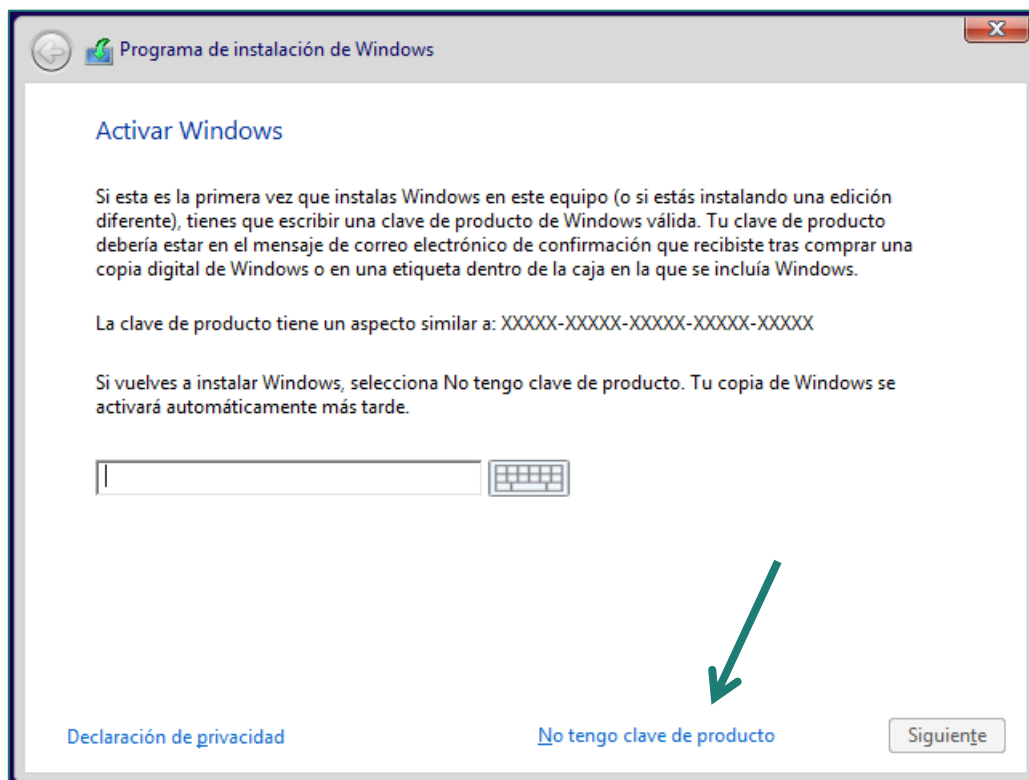 Programa de instalación de Windows
Activar Windows
Si esta es la primera vez que instalas Windows en este equipo (o si estás instalando una edición
diferente), tienes que escribir una clave de producto de Windows válida. Tu clave de producto
debería estar en el mensaje de correo electrónico de confirmación que recibiste tras comprar una
copia digital de Windows o en una etiqueta dentro de la caja en la que se incluía Windows.
La clave de producto tiene un aspecto similar a: XXXXX-XXXXX-XXXXX-XXXXX-XXXXX
Si vuelves a instalar Windows, selecciona No tengo clave de producto. Tu copia de Windows se
activará automáticamente más tarde.
Declaración de privacidad
No tengo clave de producto
Siguiente